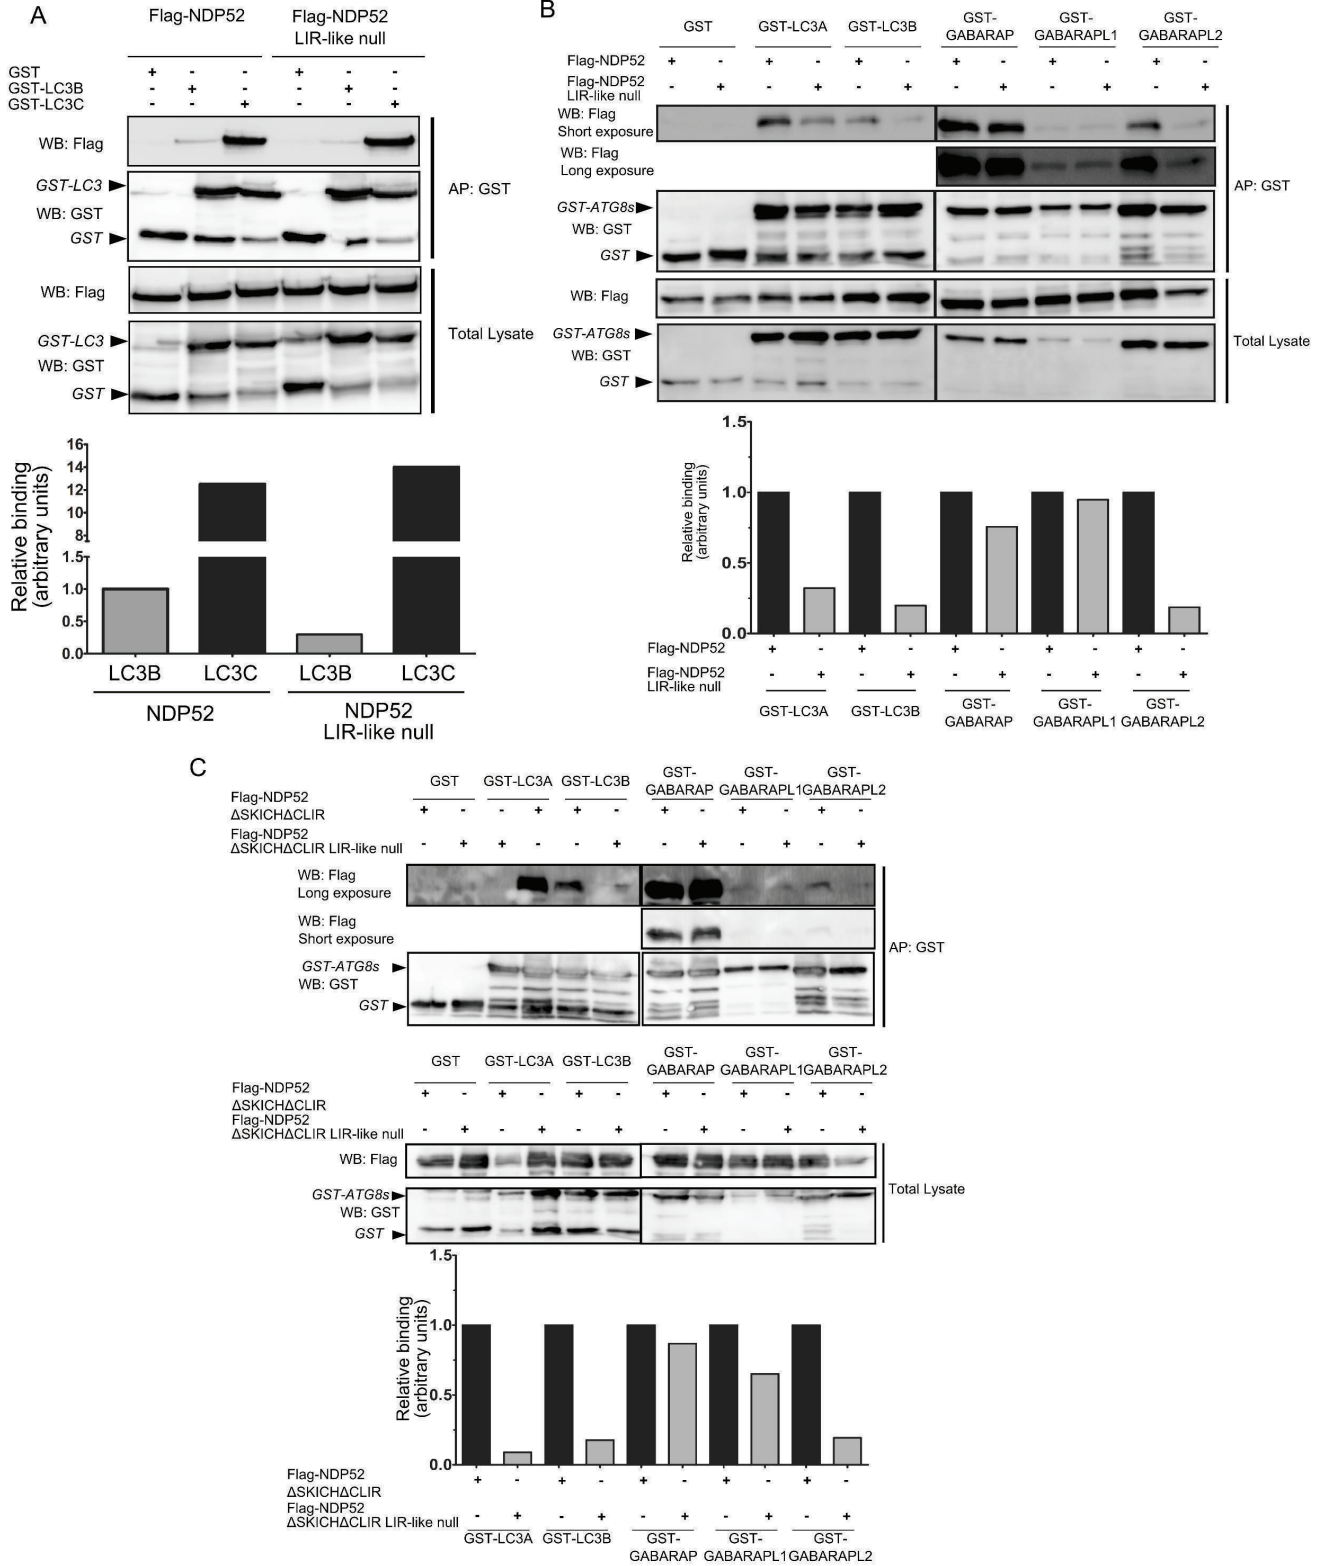 A
Flag-NDP52
Flag-NDP52
LIR-like null
GST + - - + - -
GST-LC3B - + - - + -
GST-LC3C - - + - - +
WB: Flag
GST-LC3
WB: GST
GST
AP: GST
WB: Flag
GST-LC3
WB: GST
GST
Total Lysate
Relative binding
(arbitrary units)
16
14
12
10
8
1.5
1.0
0.5
0.0
LC3B LC3C LC3B LC3C
NDP52
NDP52
LIR-like null
B
GST GST-LC3A GST-LC3B GST- GST- GST-
GABARAP GABARAPL1 GABARAPL2
Flag-NDP52 + - + - + - + - + - + -
Flag-NDP52
LIR-like null - + - + - + - + - + - +
WB: Flag
Short exposure
WB: Flag
Long exposure
GST-ATG8s
WB: GST
GST
AP: GST
WB: Flag
GST-ATG8s
WB: GST
GST
Total Lysate
Relative binding
(arbitrary units)
1.5
1.0
0.5
0.0
Flag-NDP52 + - + - + - + - + -
Flag-NDP52
LIR-like null - + - + - + - + - +
GST-LC3A GST-LC3B GST- GST- GST-
GABARAP GABARAPL1 GABARAPL2
C
GST GST-LC3A GST-LC3B GST- GST- GST-
GABARAP GABARAPL1GABARAPL2
Flag-NDP52
ΔSKICHΔCLIR + - - + + - + - + - + -
Flag-NDP52
ΔSKICHΔCLIR LIR-like null - + + - - + - + - + - +
WB: Flag
Long exposure
WB: Flag
Short exposure
GST-ATG8s
WB: GST
GST
AP: GST
GST GST-LC3A GST-LC3B GST- GST- GST-
GABARAP GABARAPL1GABARAPL2
Flag-NDP52
ΔSKICHΔCLIR + - + - + - + - + - + -
Flag-NDP52
ΔSKICHΔCLIR LIR-like null - + - + - + - + - + - +
WB: Flag
GST-ATG8s
WB: GST
GST
Total Lysate
Relative binding
(arbitrary units)
1.5
1.0
0.5
0.0
Flag-NDP52
ΔSKICHΔCLIR + - + - + - + - + -
Flag-NDP52
ΔSKICHΔCLIR LIR-like null - + - + - + - + - +
GST-LC3A GST-LC3B GST- GST- GST-
GABARAP GABARAPL1 GABARAPL2